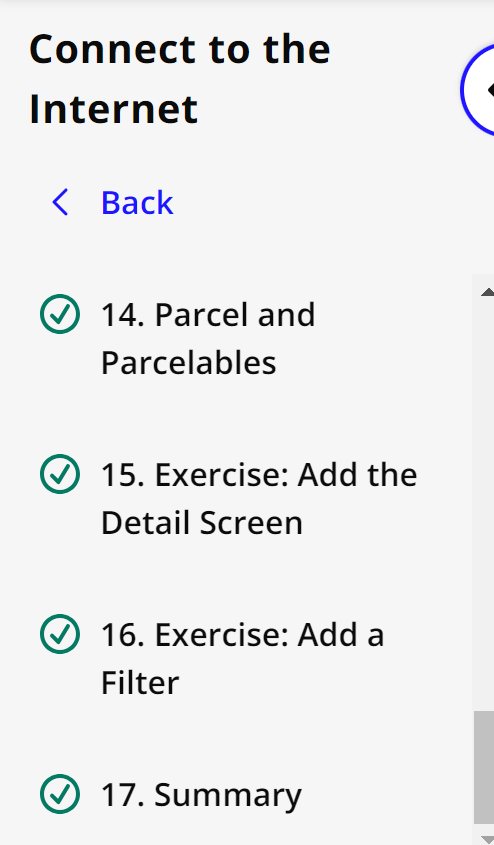 Connect to the
Internet
Back
14. Parcel and
Parcelables
15. Exercise: Add the
Detail Screen
16. Exercise: Add a
Filter
17. Summary